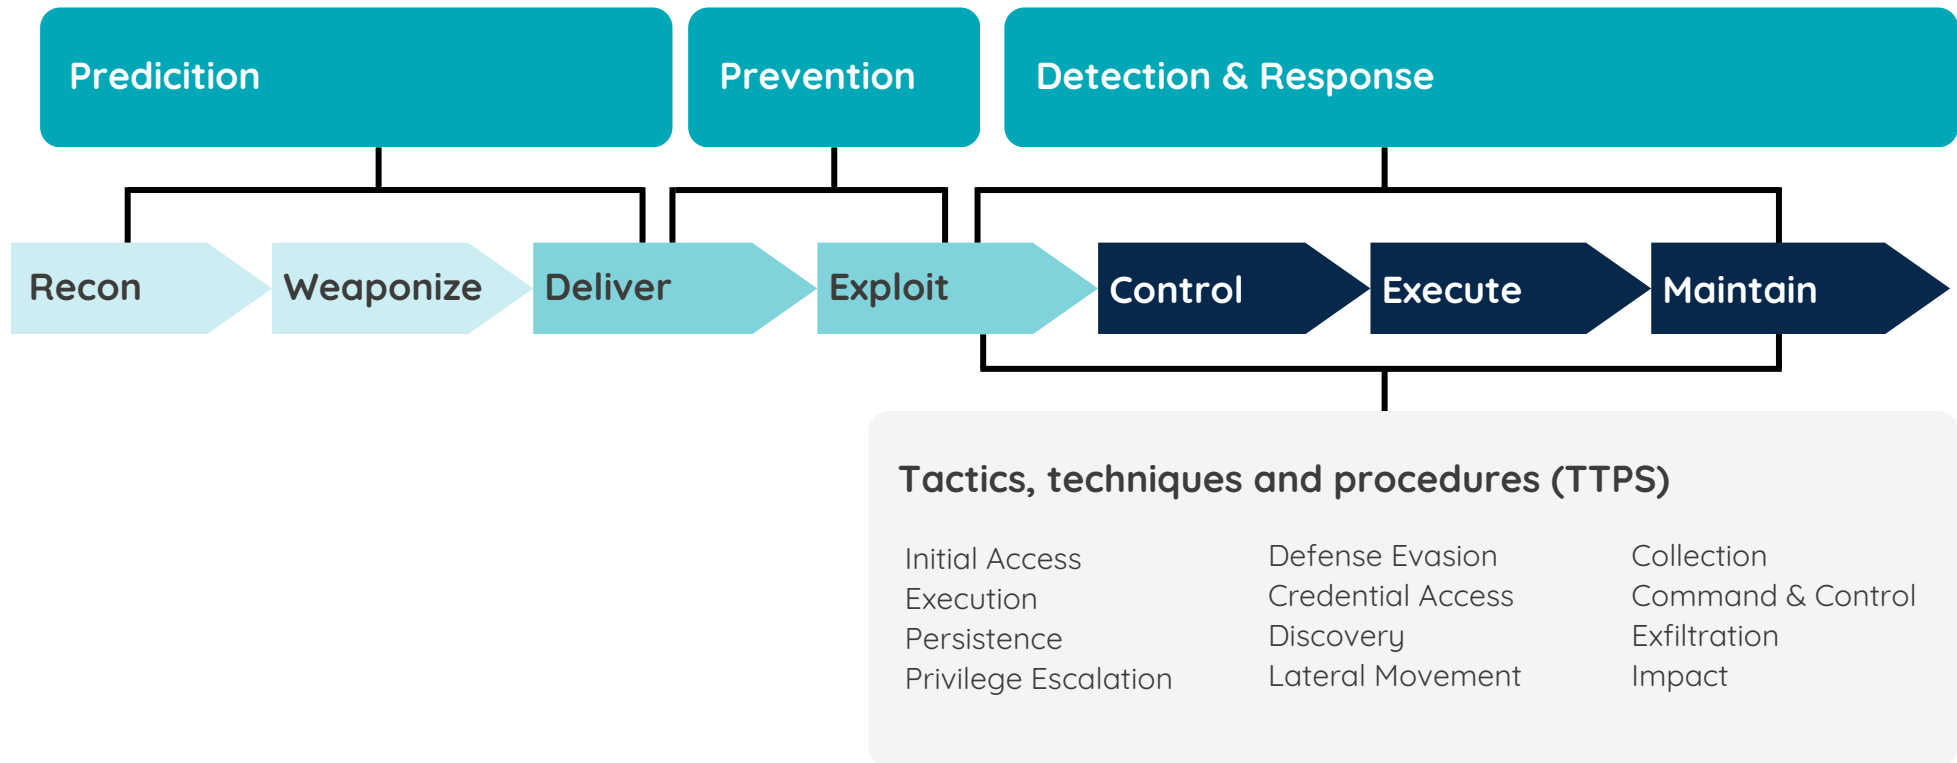 Predicition
Prevention
Detection & Response
Recon
Weaponize
Deliver
Exploit
Control
Execute
Maintain
Tactics, techniques and procedures (TTPS)
Initial Access
Execution
Persistence
Privilege Escalation
Defense Evasion
Credential Access
Discovery
Lateral Movement
Collection
Command & Control
Exfiltration
Impact